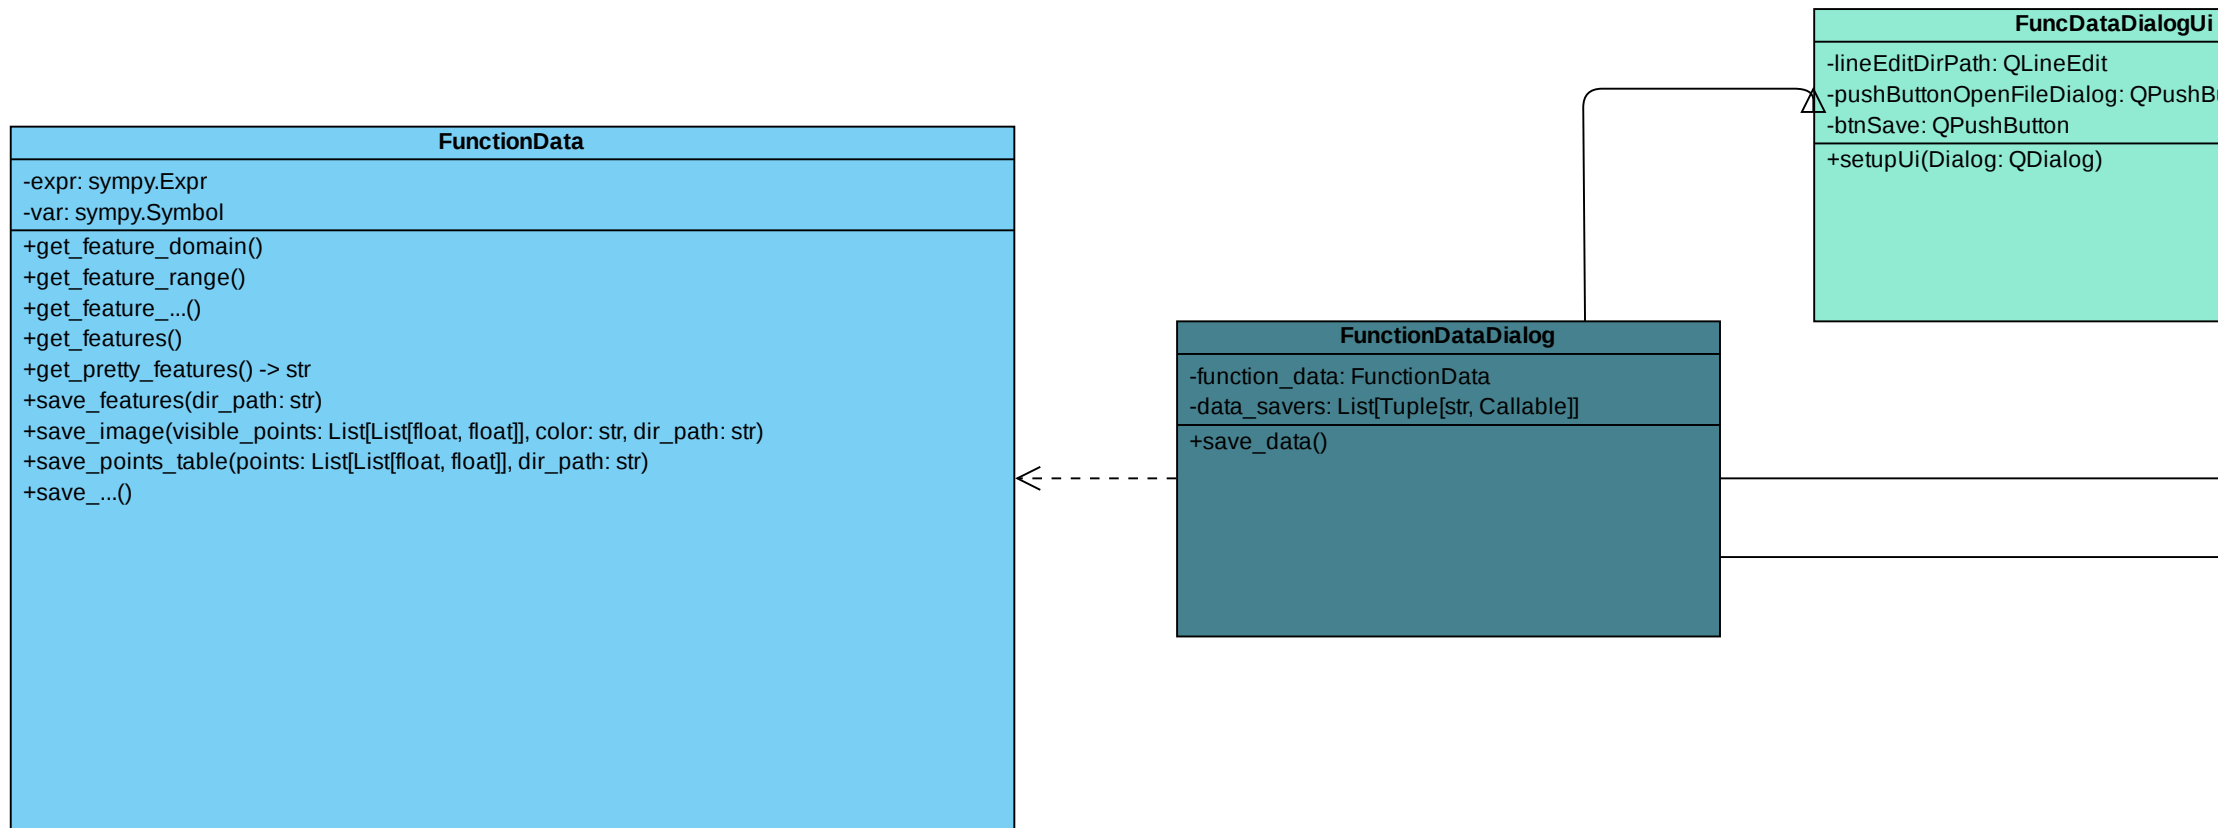 FunctionData
-expr: sympy.Expr
-var: sympy.Symbol
+get_feature_domain()
+get_feature_range()
+get_feature_...()
+get_features()
+get_pretty_features() -> str
+save_features(dir_path: str)
+save_image(visible_points: List[List[float, float]], color: str, dir_path: str)
+save_points_table(points: List[List[float, float]], dir_path: str)
+save_...()
FunctionDataDialog
-function_data: FunctionData
-data_savers: List[Tuple[str, Callable]]
+save_data()
FuncDataDialogUi
-lineEditDirPath: QLineEdit
-pushButtonOpenFileDialog:
-btnSave: QPushButton
+setupUi(Dialog: QDialog)